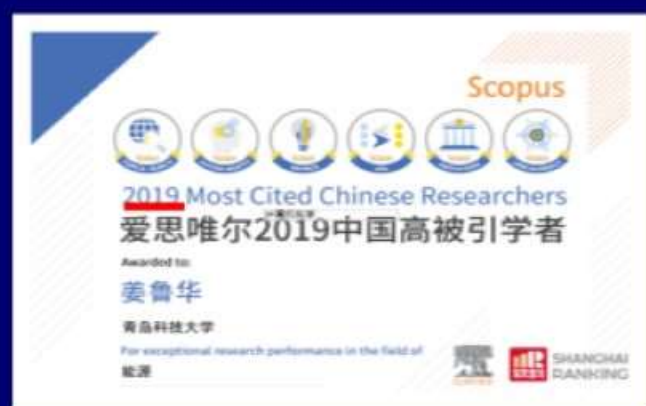 Scopus
2019 Most Cited Chinese Researchers
爱思唯尔2019中国高被引学者
Awarded to:
姜鲁华
青岛科技大学
For exceptional research performance in the field of
能源
ELSEVIER
SHANGHAI
RANKING